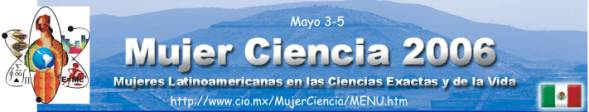 Mayo 3-5
Mujer Ciencia 2006
Mujeres Latinoamericanas en las Ciencias Exactas y de la Vida
http://www.cio.mx/MujerCiencia/MENU.htm